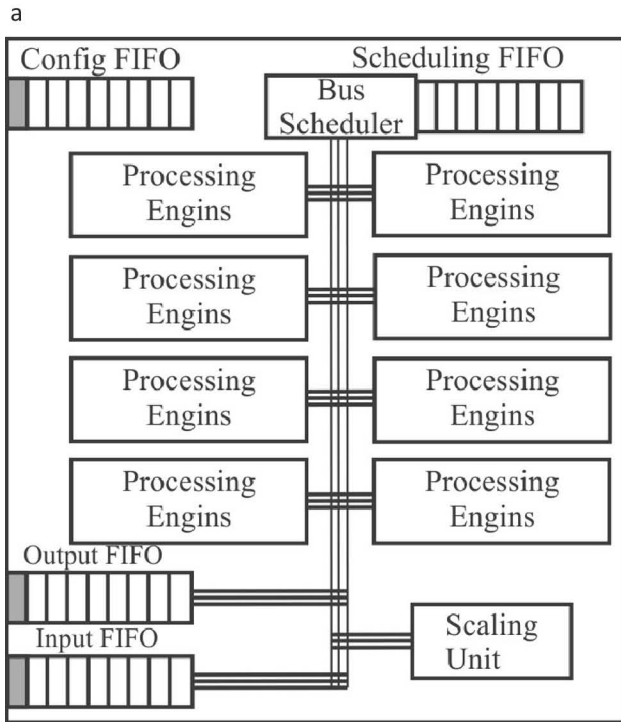 a
Config FIFO
Scheduling FIFO
Bus
Scheduler
Processing
Engins
Processing
Engins
Processing
Engins
Processing
Engins
Processing
Engins
Processing
Engins
Processing
Engins
Processing
Engins
Output FIFO
Input FIFO
Scaling
Unit